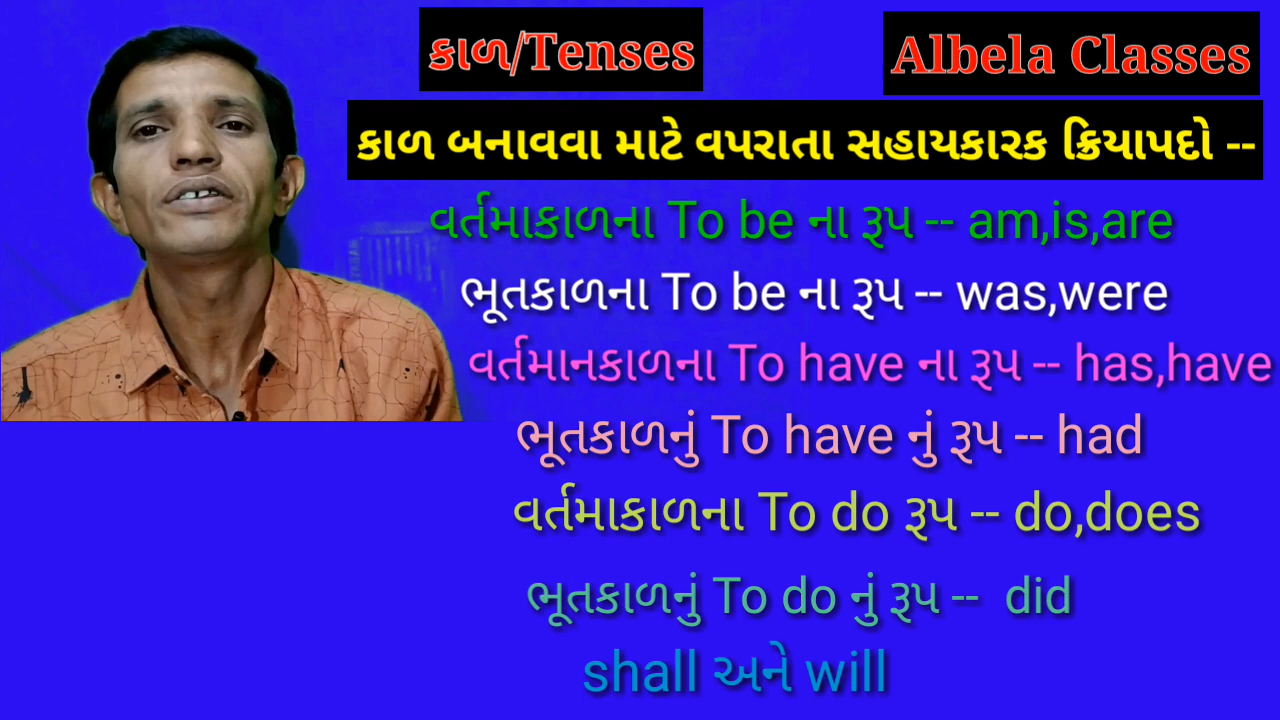 કાળ/Tenses
Albela Classes
કાળ બનાવવા માટે વપરાતા સહાયકારક ક્રિયાપદો --
વર્તમાકાળના To be ના રૂપ -- am,is,are
ભૂતકાળના To be ના રૂપ -- was,were
વર્તમાનકાળના To have ના રૂપ -- has,have
ભૂતકાળનું To have નું રૂપ -- had
વર્તમાકાળના To do રૂપ -- do,does
ભૂતકાળનું To do નું રૂપ -- did
shall અને will